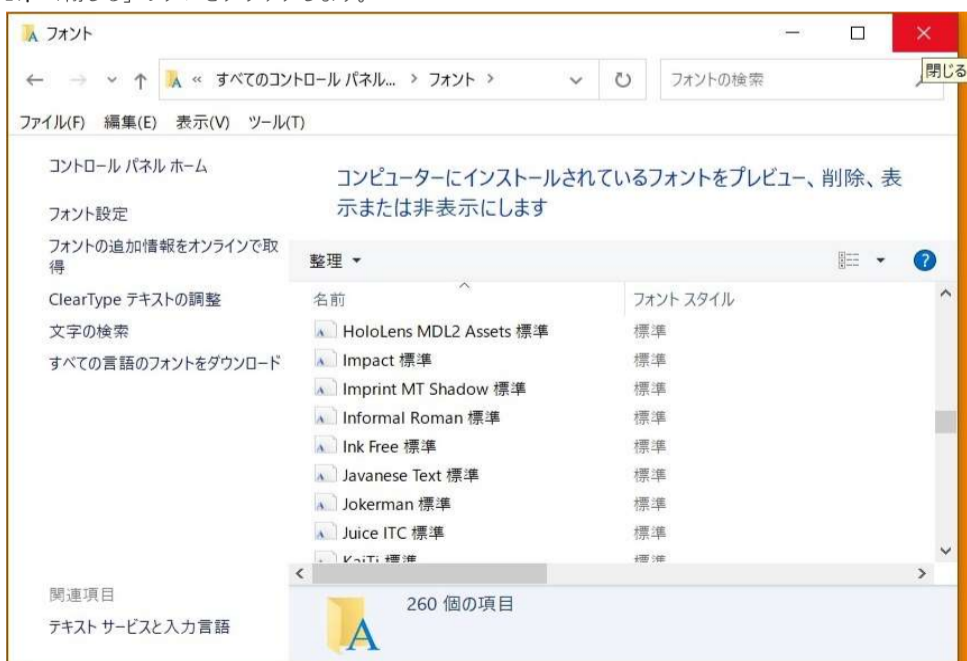 フォント
« すべてのコントロール パネル... › フォント ›
フォントの検索
閉じる
ファイル(F) 編集(E) 表示(V) ツール(T)
コントロール パネル ホーム
フォント設定
フォントの追加情報をオンラインで取
得
ClearType テキストの調整
文字の検索
すべての言語のフォントをダウンロード
コンピューターにインストールされているフォントをプレビュー、削除、表
示または非表示にします
整理
名前 フォント スタイル
HoloLens MDL2 Assets 標準 標準
Impact 標準 標準
Imprint MT Shadow 標準 標準
Informal Roman 標準 標準
Ink Free 標準 標準
Javanese Text 標準 標準
Jokerman 標準 標準
Juice ITC 標準 標準
KaiTi 標準 標準
関連項目
テキスト サービスと入力言語
260 個の項目